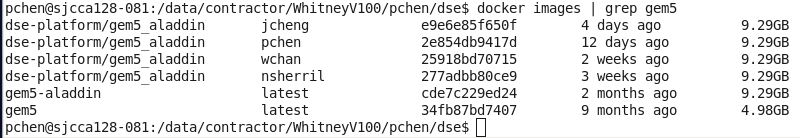 pchen@sjcca128-081:/data/contractor/WhitneyV100/pchen/dse$ docker images | grep gem5
dse-platform/gem5_aladdin jcheng e9e6e85f650f 4 days ago 9.29GB
dse-platform/gem5_aladdin pchen 2e854db9417d 12 days ago 9.29GB
dse-platform/gem5_aladdin wchan 25918bd70715 2 weeks ago 9.29GB
dse-platform/gem5_aladdin nsherril 277adbb80ce9 3 weeks ago 9.29GB
gem5-aladdin latest cde7c229ed24 2 months ago 9.29GB
gem5 latest 34fb87bd7407 9 months ago 4.98GB
pchen@sjcca128-081:/data/contractor/WhitneyV100/pchen/dse$